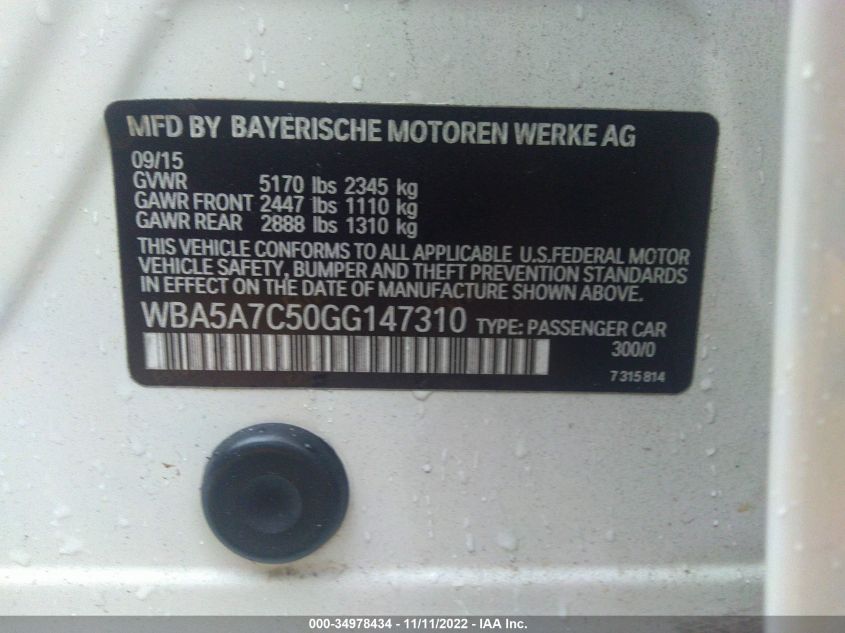 MFD BY BAYERISCHE MOTOREN WERKE AG
09/15
GVWR 5170 lbs 2345 kg
GAWR FRONT 2447 lbs 1110 kg
GAWR REAR 2888 lbs 1310 kg
THIS VEHICLE CONFORMS TO ALL APPLICABLE U.S.FEDERAL MOTOR
VEHICLE SAFETY, BUMPER AND THEFT PREVENTION STANDARDS
IN EFFECT ON THE DATE OF MANUFACTURE SHOWN ABOVE.
WBA5A7C50GG147310 TYPE: PASSENGER CAR
300/0
7315814
000-34978434 - 11/11/2022 - IAA Inc.